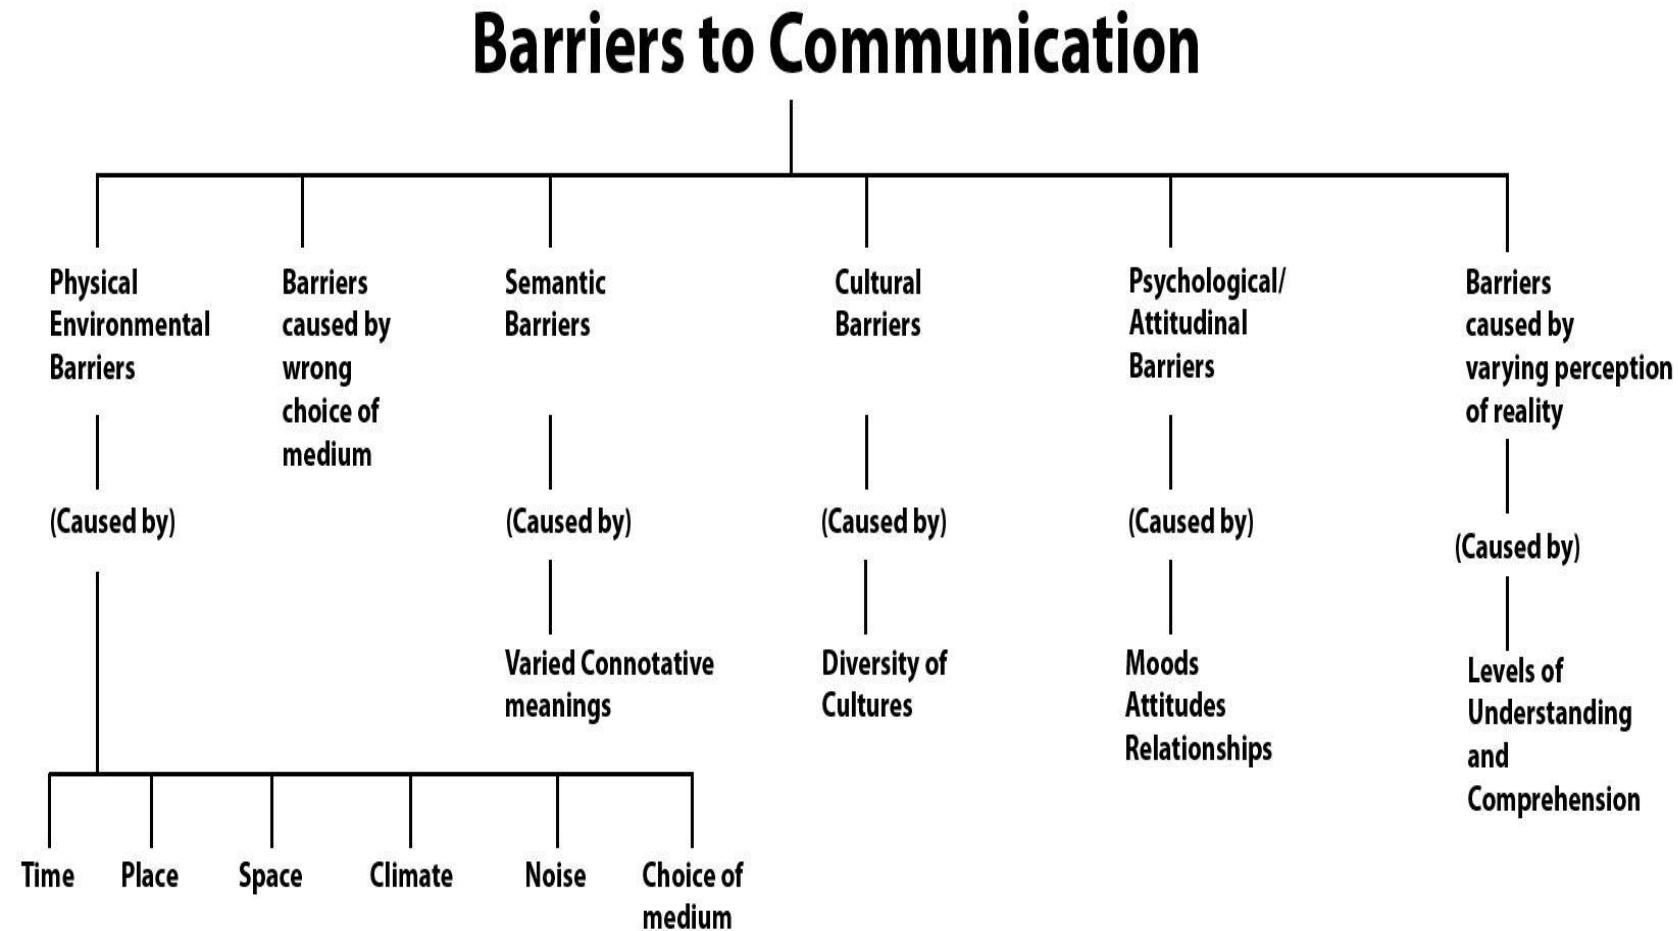 Barriers to Communication
Physical
Environmental
Barriers
(Caused by)
Time
Place
Space
Climate
Noise
Choice of
medium
Barriers
caused by
wrong
choice of
medium
Semantic
Barriers
(Caused by)
Varied Connotative
meanings
Cultural
Barriers
(Caused by)
Diversity of
Cultures
Psychological/
Attitudinal
Barriers
(Caused by)
Moods
Attitudes
Relationships
Barriers
caused by
varying perception
of reality
(Caused by)
Levels of
Understanding
and
Comprehension